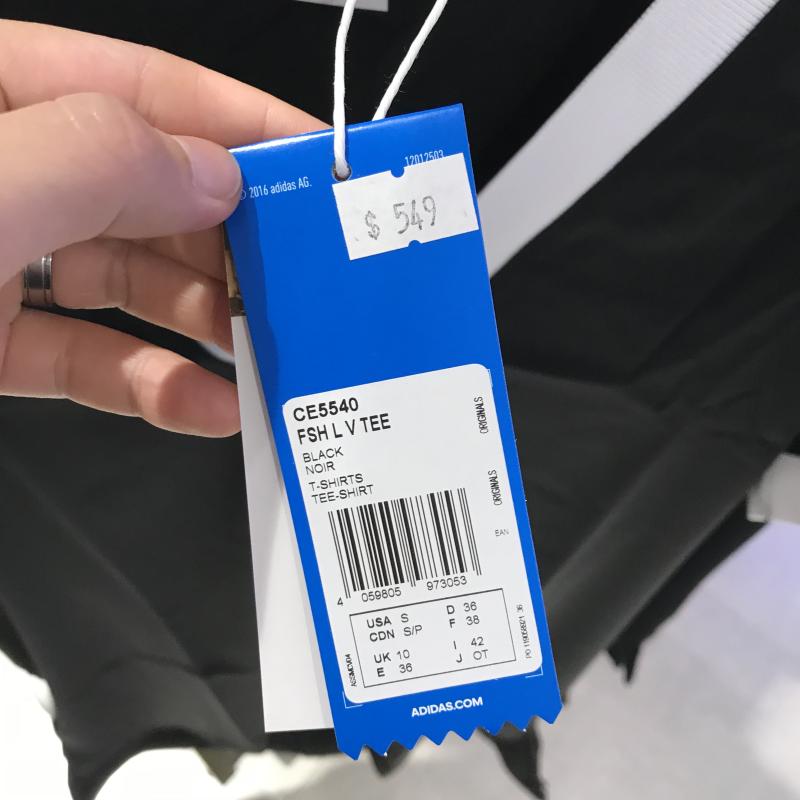 © 2016 adidas AG.
12012503
$ 549
CE5540
FSH L V TEE
BLACK
NOIR
T-SHIRTS
TEE-SHIRT
ORIGINALS
ORIGINALS
EAN
4 059805 973053
USA S D 36
CDN S/P F 38
UK 10 I 42
E 36 J OT
ADIDAS.COM